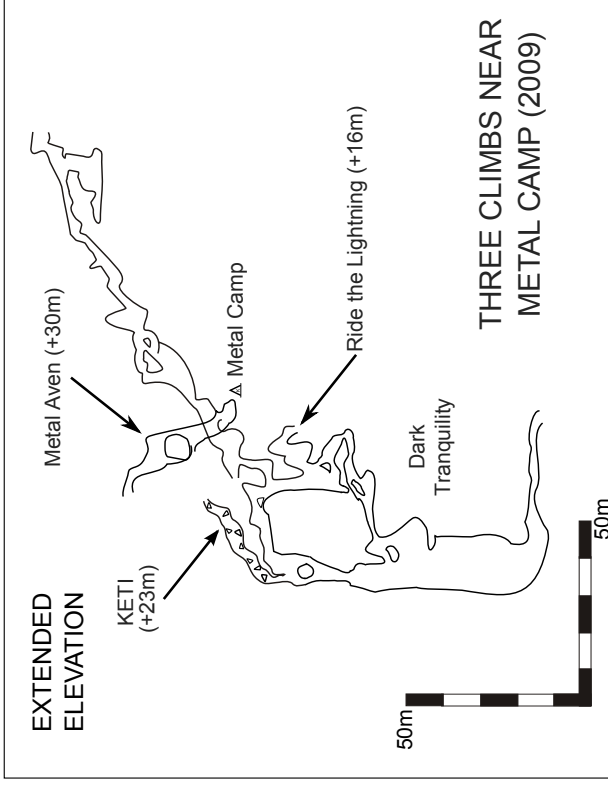 EXTENDED
ELEVATION
Metal Aven (+30m)
KETI
(+23m)
Metal Camp
Ride the Lightning (+16m)
Dark
Tranquility
THREE CLIMBS NEAR
METAL CAMP (2009)
50m
50m